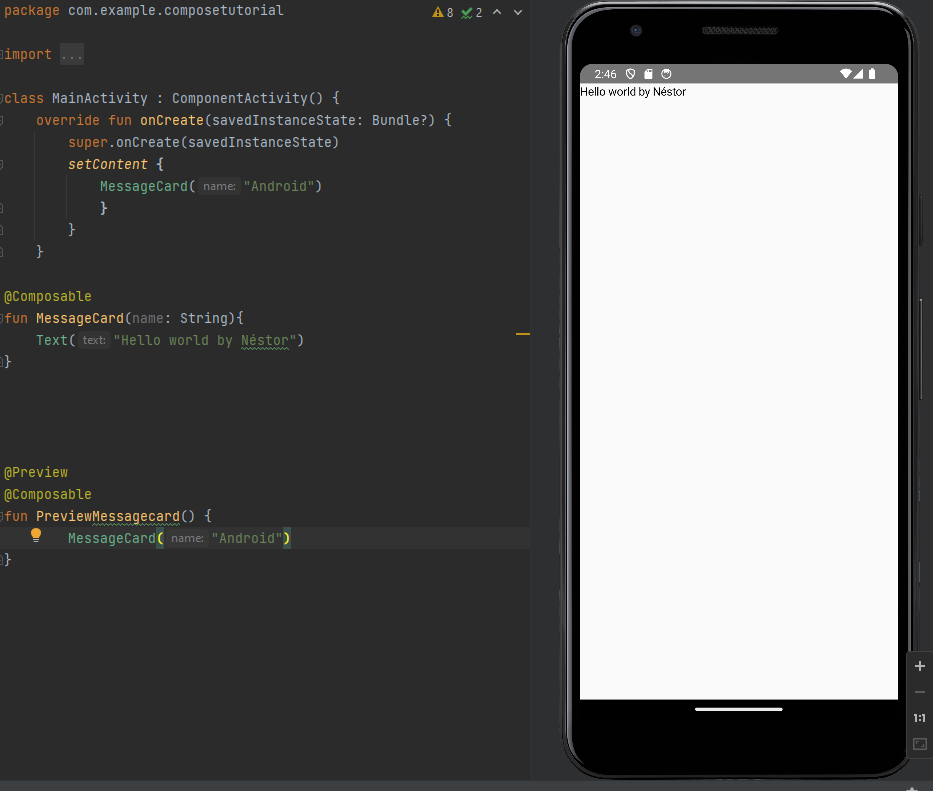 package com.example.composetutorial
8 2
import ...
class MainActivity : ComponentActivity() {
override fun onCreate(savedInstanceState: Bundle?) {
super.onCreate(savedInstanceState)
setContent {
MessageCard( name: "Android")
}
}
}
@Composable
fun MessageCard(name: String){
Text( text: "Hello world by Néstor")
}
@Preview
@Composable
fun PreviewMessagecard() {
MessageCard( name: "Android")
}
2:46
Hello world by Néstor
1:1